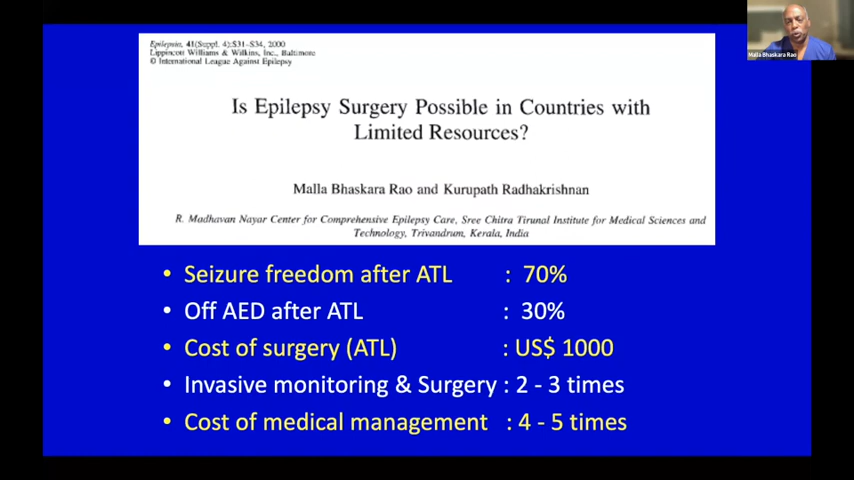 Epilepsia, 41(Suppl. 4):S31–S34, 2000
Lippincott Williams & Wilkins, Inc., Baltimore
© International League Against Epilepsy
Is Epilepsy Surgery Possible in Countries with
Limited Resources?
Malla Bhaskara Rao and Kurupath Radhakrishnan
R. Madhavan Nayar Center for Comprehensive Epilepsy Care, Sree Chitra Tirunal Institute for Medical Sciences and
Technology, Trivandrum, Kerala, India
• Seizure freedom after ATL : 70%
• Off AED after ATL : 30%
• Cost of surgery (ATL) : US$ 1000
• Invasive monitoring & Surgery : 2 - 3 times
• Cost of medical management : 4 - 5 times
Malla Bhaskara Rao